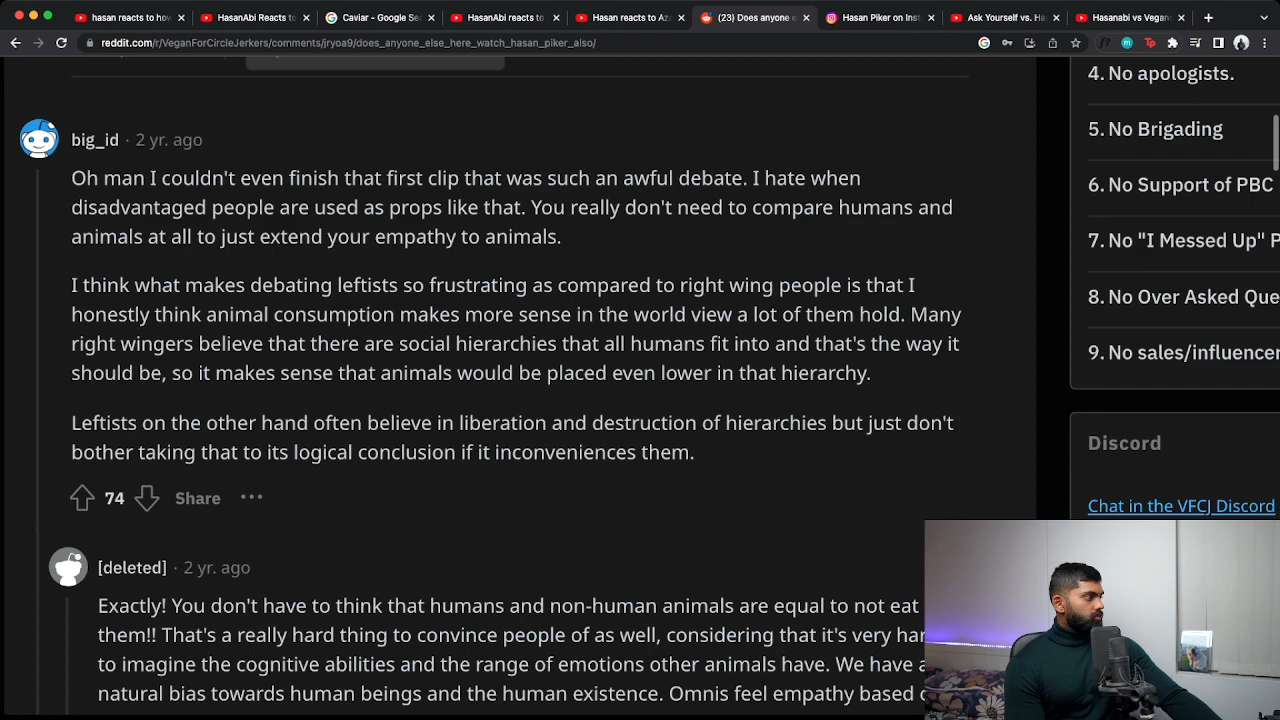 hasan reacts to how
HasanAbi Reacts to
Caviar - Google Se
HasanAbi reacts to
Hasan reacts to Aza
(23) Does anyone e
Hasan Piker on Inst
Ask Yourself vs. Ha
Hasanabi vs Vegan
reddit.com/r/VeganForCircleJerkers/comments/jryoa9/does_anyone_else_here_watch_hasan_piker_also/
big_id · 2 yr. ago
Oh man I couldn't even finish that first clip that was such an awful debate. I hate when
disadvantaged people are used as props like that. You really don't need to compare humans and
animals at all to just extend your empathy to animals.
I think what makes debating leftists so frustrating as compared to right wing people is that I
honestly think animal consumption makes more sense in the world view a lot of them hold. Many
right wingers believe that there are social hierarchies that all humans fit into and that's the way it
should be, so it makes sense that animals would be placed even lower in that hierarchy.
Leftists on the other hand often believe in liberation and destruction of hierarchies but just don't
bother taking that to its logical conclusion if it inconveniences them.
74 Share
[deleted] · 2 yr. ago
Exactly! You don't have to think that humans and non-human animals are equal to not eat
them!! That's a really hard thing to convince people of as well, considering that it's very har
to imagine the cognitive abilities and the range of emotions other animals have. We have a
natural bias towards human beings and the human existence. Omnis feel empathy based
4. No apologists.
5. No Brigading
6. No Support of PBC
7. No "I Messed Up" P
8. No Over Asked Que
9. No sales/influencer
Discord
Chat in the VFCJ Discord